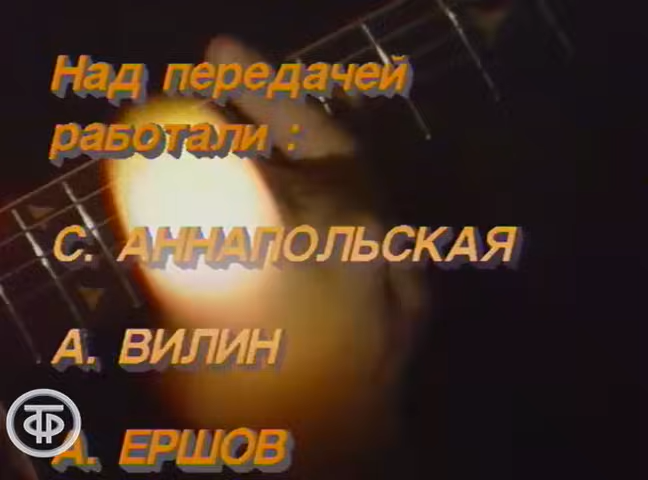 Над передачей
работали :
С. АННАПОЛЬСКАЯ
А. ВИЛИН
А. ЕРШОВ